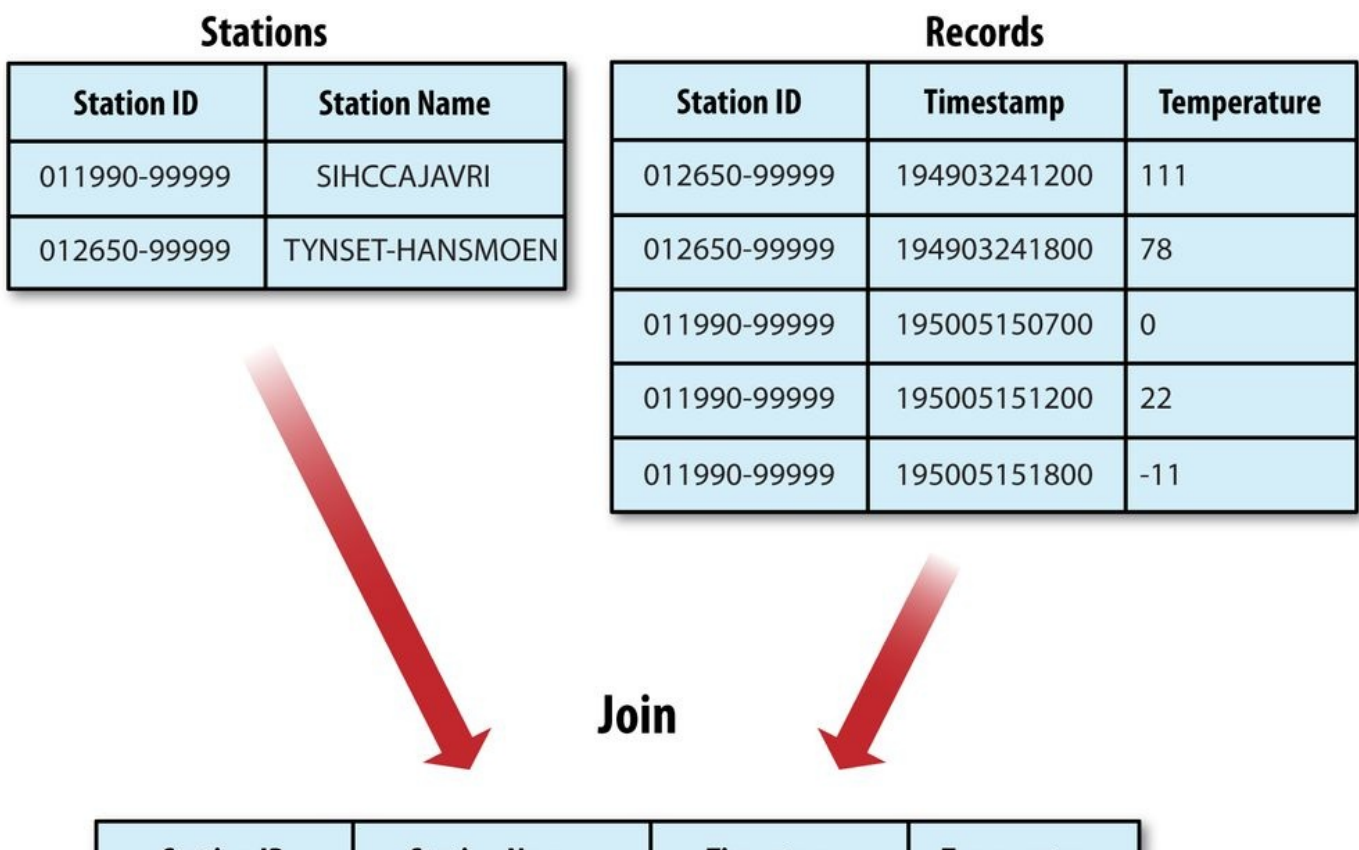 Stations
Station ID Station Name
011990-99999 SIHCCAJAVRI
012650-99999 TYNSET-HANSMOEN
Records
Station ID Timestamp Temperature
012650-99999 194903241200 111
012650-99999 194903241800 78
011990-99999 195005150700 0
011990-99999 195005151200 22
011990-99999 195005151800 -11
Join